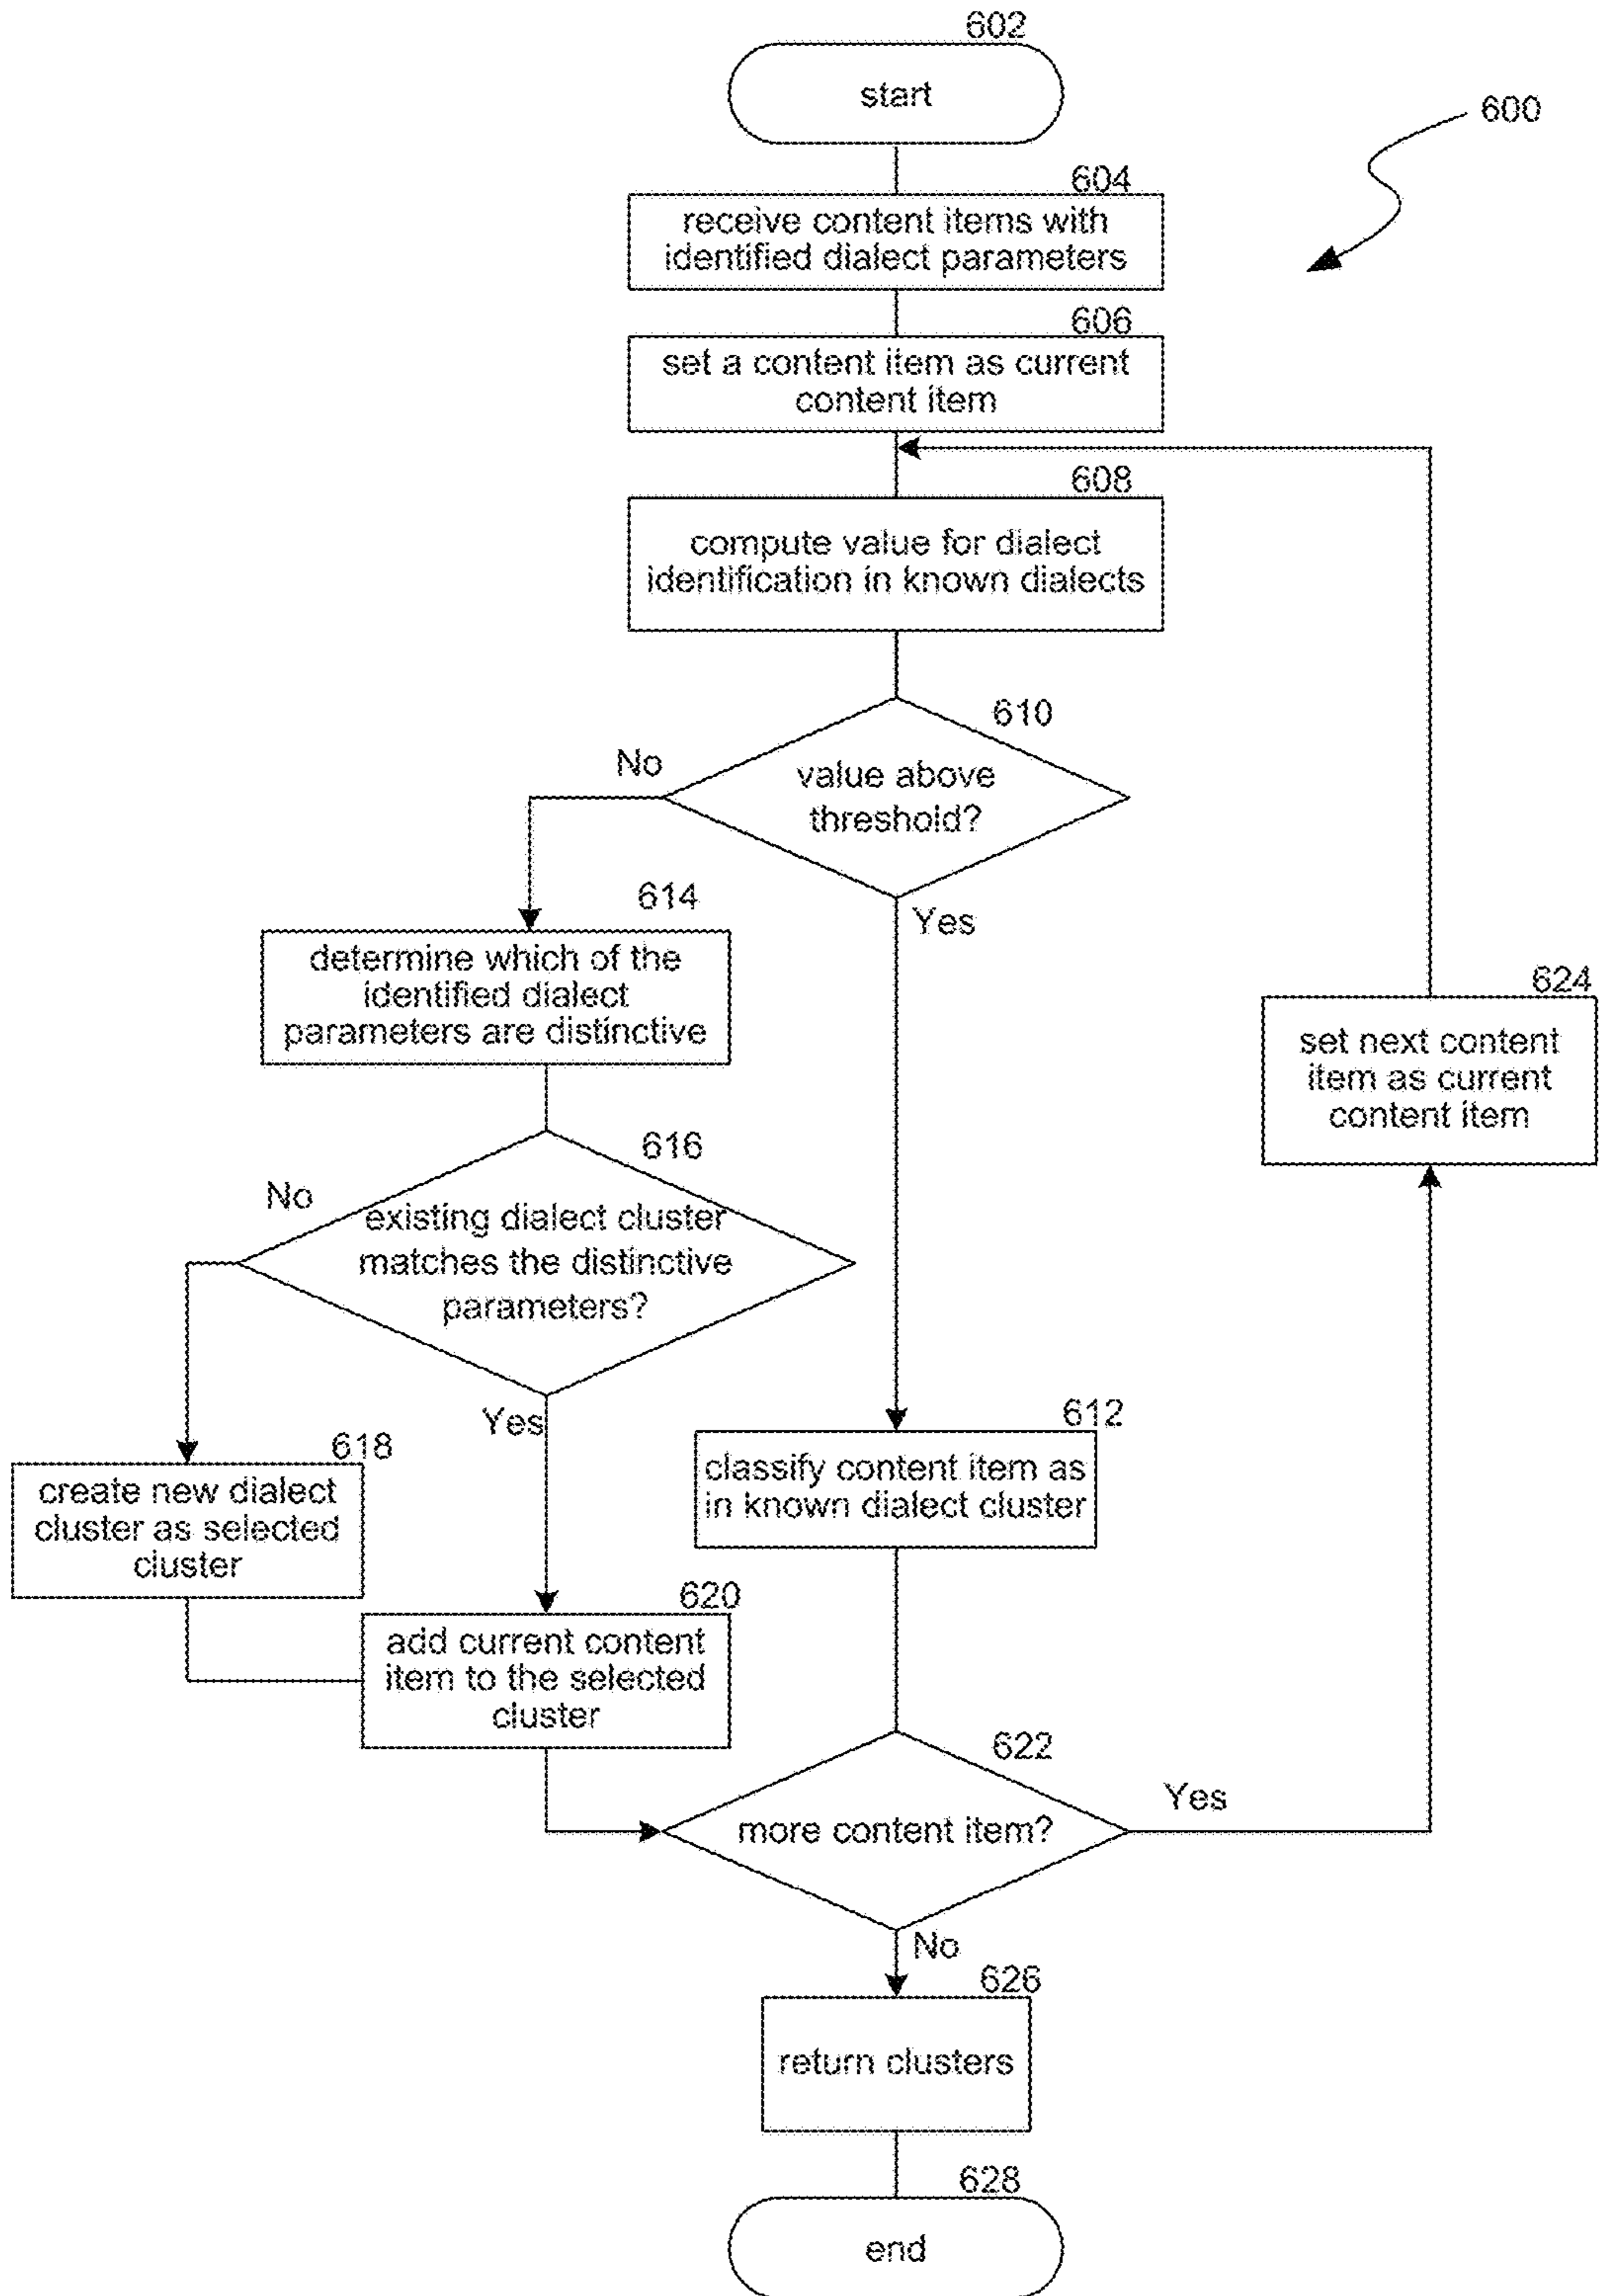 602
start
600
604
receive content items with
identified dialect parameters
606
set a content item as current
content item
608
compute value for dialect
identification in known dialects
610
value above
threshold?
No
Yes
614
determine which of the
identified dialect
parameters are distinctive
624
set next content
item as current
content item
616
existing dialect cluster
matches the distinctive
parameters?
No
Yes
612
classify content item as
in known dialect cluster
618
create new dialect
cluster as selected
cluster
620
add current content
item to the selected
cluster
622
more content item?
Yes
No
626
return clusters
628
end